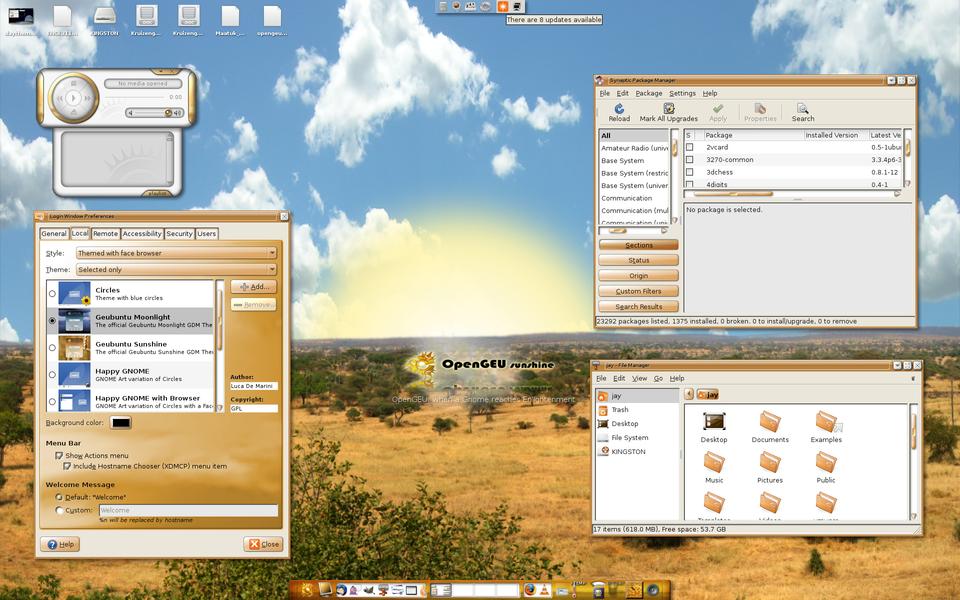 There are 8 updates available
KINGSTON
Kruizeng...
Kruizeng...
Maatuk_...
opengeu...
No media opened
0:00
Login Window Preferences
General
Local
Remote
Accessibility
Security
Users
Style:
Themed with face browser
Theme:
Selected only
Circles
Theme with blue circles
Geubuntu Moonlight
The official Geubuntu Moonlight GDM The
Geubuntu Sunshine
The official Geubuntu Sunshine GDM The
Happy GNOME
GNOME Art variation of Circles
Happy GNOME with Browser
GNOME Art variation of Circles with a Fac
Add...
Remove...
Author:
Luca De Marini
Copyright:
GPL
Background color:
Menu Bar
Show Actions menu
Include Hostname Chooser (XDMCP) menu item
Welcome Message
Default: "Welcome"
Custom:
Welcome
%n will be replaced by hostname
Help
Close
OpenGEU sunshine
OpenGEU: when a Gnome reaches Enlightenment
Synaptic Package Manager
File Edit Package Settings Help
Reload
Mark All Upgrades
Apply
Properties
Search
All
Amateur Radio (unive
Base System
Base System (restric
Base System (univer
Communication
Communication (mul
Communication (univ
S
Package
Installed Version
Latest Ve
2vcard
0.5-1ubu
3270-common
3.3.4p6-3
3dchess
0.8.1-12
4digits
0.4-1
No package is selected.
Sections
Status
Origin
Custom Filters
Search Results
23292 packages listed, 1375 installed, 0 broken. 0 to install/upgrade, 0 to remove
jay - File Manager
File Edit View Go Help
jay
Trash
Desktop
File System
KINGSTON
jay
Desktop
Documents
Examples
Music
Pictures
Public
Templates
Videos
17 items (618.0 MB), Free space: 53.7 GB